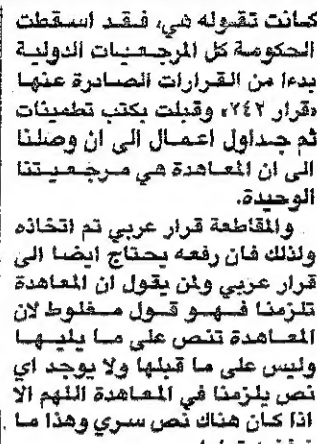 كانت تقوله هي، فقد اسقطت
الحكومة كل المرجعيات الدولية
بدءا من القرارات الصادرة عنها
«قرار ٢٤٢» وقبلت بكتب تطمينات
ثم جداول اعمال الى ان وصلنا
الى ان المعاهدة هي مرجعيتنا
الوحيدة.
والمقاطعة قرار عربي تم اتخاذه
ولذلك فان رفعه يحتاج ايضا الى
قرار عربي ولمن يقول ان المعاهدة
تلزمنا فهو قول مغلوط لان
المعاهدة تنص على ما يليها
وليس على ما قبلها ولا يوجد اي
نص يلزمنا في المعاهدة اللهم الا
اذا كان هناك نص سري وهذا ما